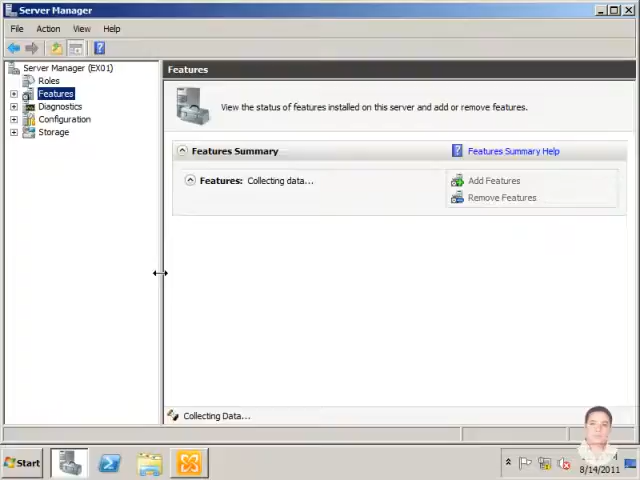 Server Manager
File Action View Help
Server Manager (EX01)
Roles
Features
Diagnostics
Configuration
Storage
Features
View the status of features installed on this server and add or remove features.
Features Summary
Features Summary Help
Features: Collecting data...
Add Features
Remove Features
Collecting Data...
Start
8/14/2011